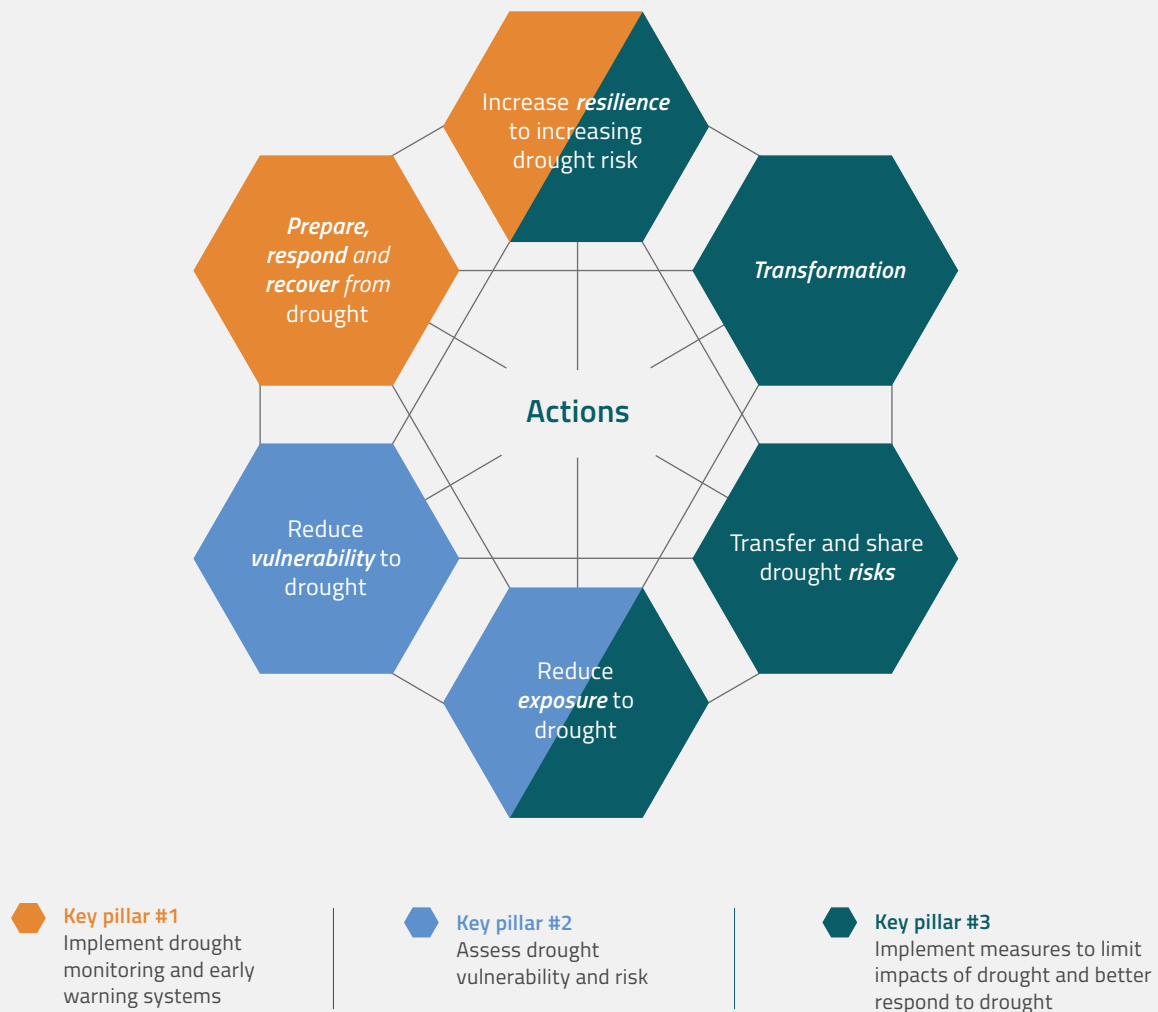 Increase resilience
to increasing
drought risk
Prepare,
respond and
recover from
drought
Transformation
Actions
Reduce
vulnerability to
drought
Transfer and share
drought risks
Reduce
exposure to
drought
Key pillar #1
Implement drought
monitoring and early
warning systems
Key pillar #2
Assess drought
vulnerability and risk
Key pillar #3
Implement measures to limit
impacts of drought and better
respond to drought